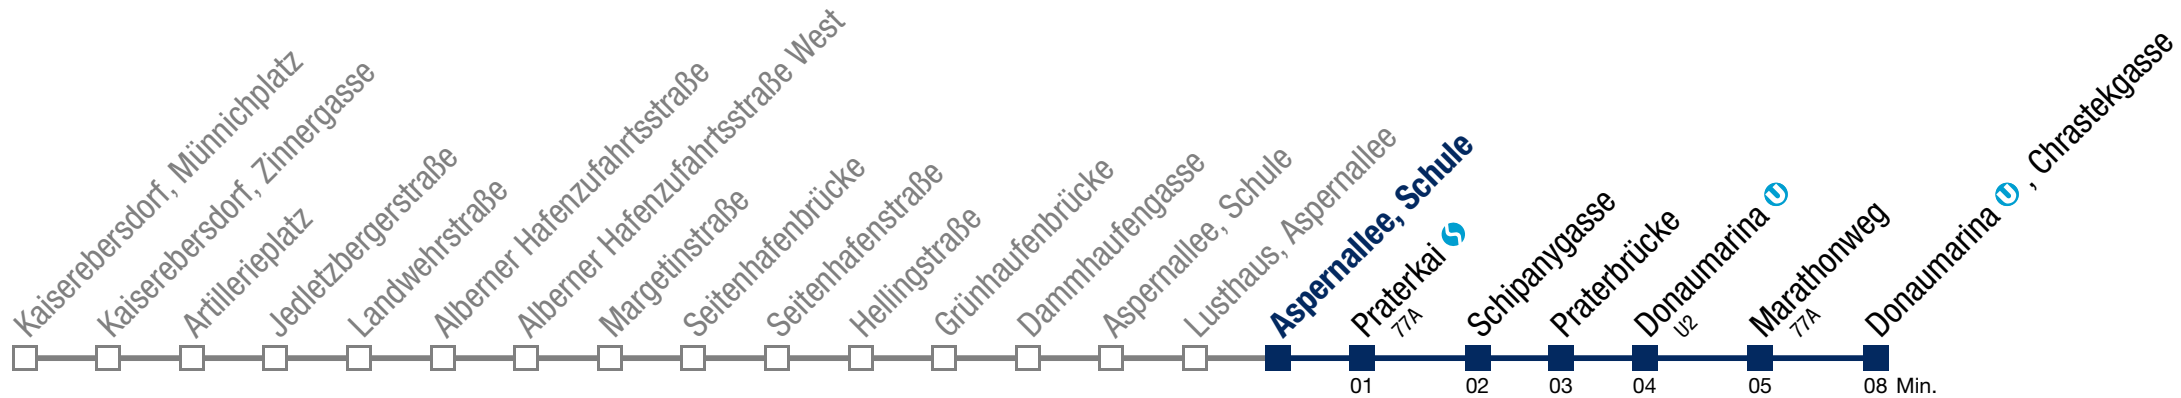 Kaiserebersdorf, Münnichplatz
Kaiserebersdorf, Zinnergasse
Artillerieplatz
Jedletzbergerstraße
Landwehrstraße
Alberner Hafenzufahrtsstraße
Alberner Hafenzufahrtsstraße West
Margetinstraße
Seitenhafenbrücke
Seitenhafenstraße
Hellingstraße
Grünhaufenbrücke
Dammhaufengasse
Aspernallee, Schule
Lusthaus, Aspernallee
Aspernallee, Schule
Praterkai
77A
Schipanygasse
Praterbrücke
Donaumarina U
U2
Marathonweg
77A
Donaumarina U , Chrastekgasse
01 02 03 04 05 08 Min.